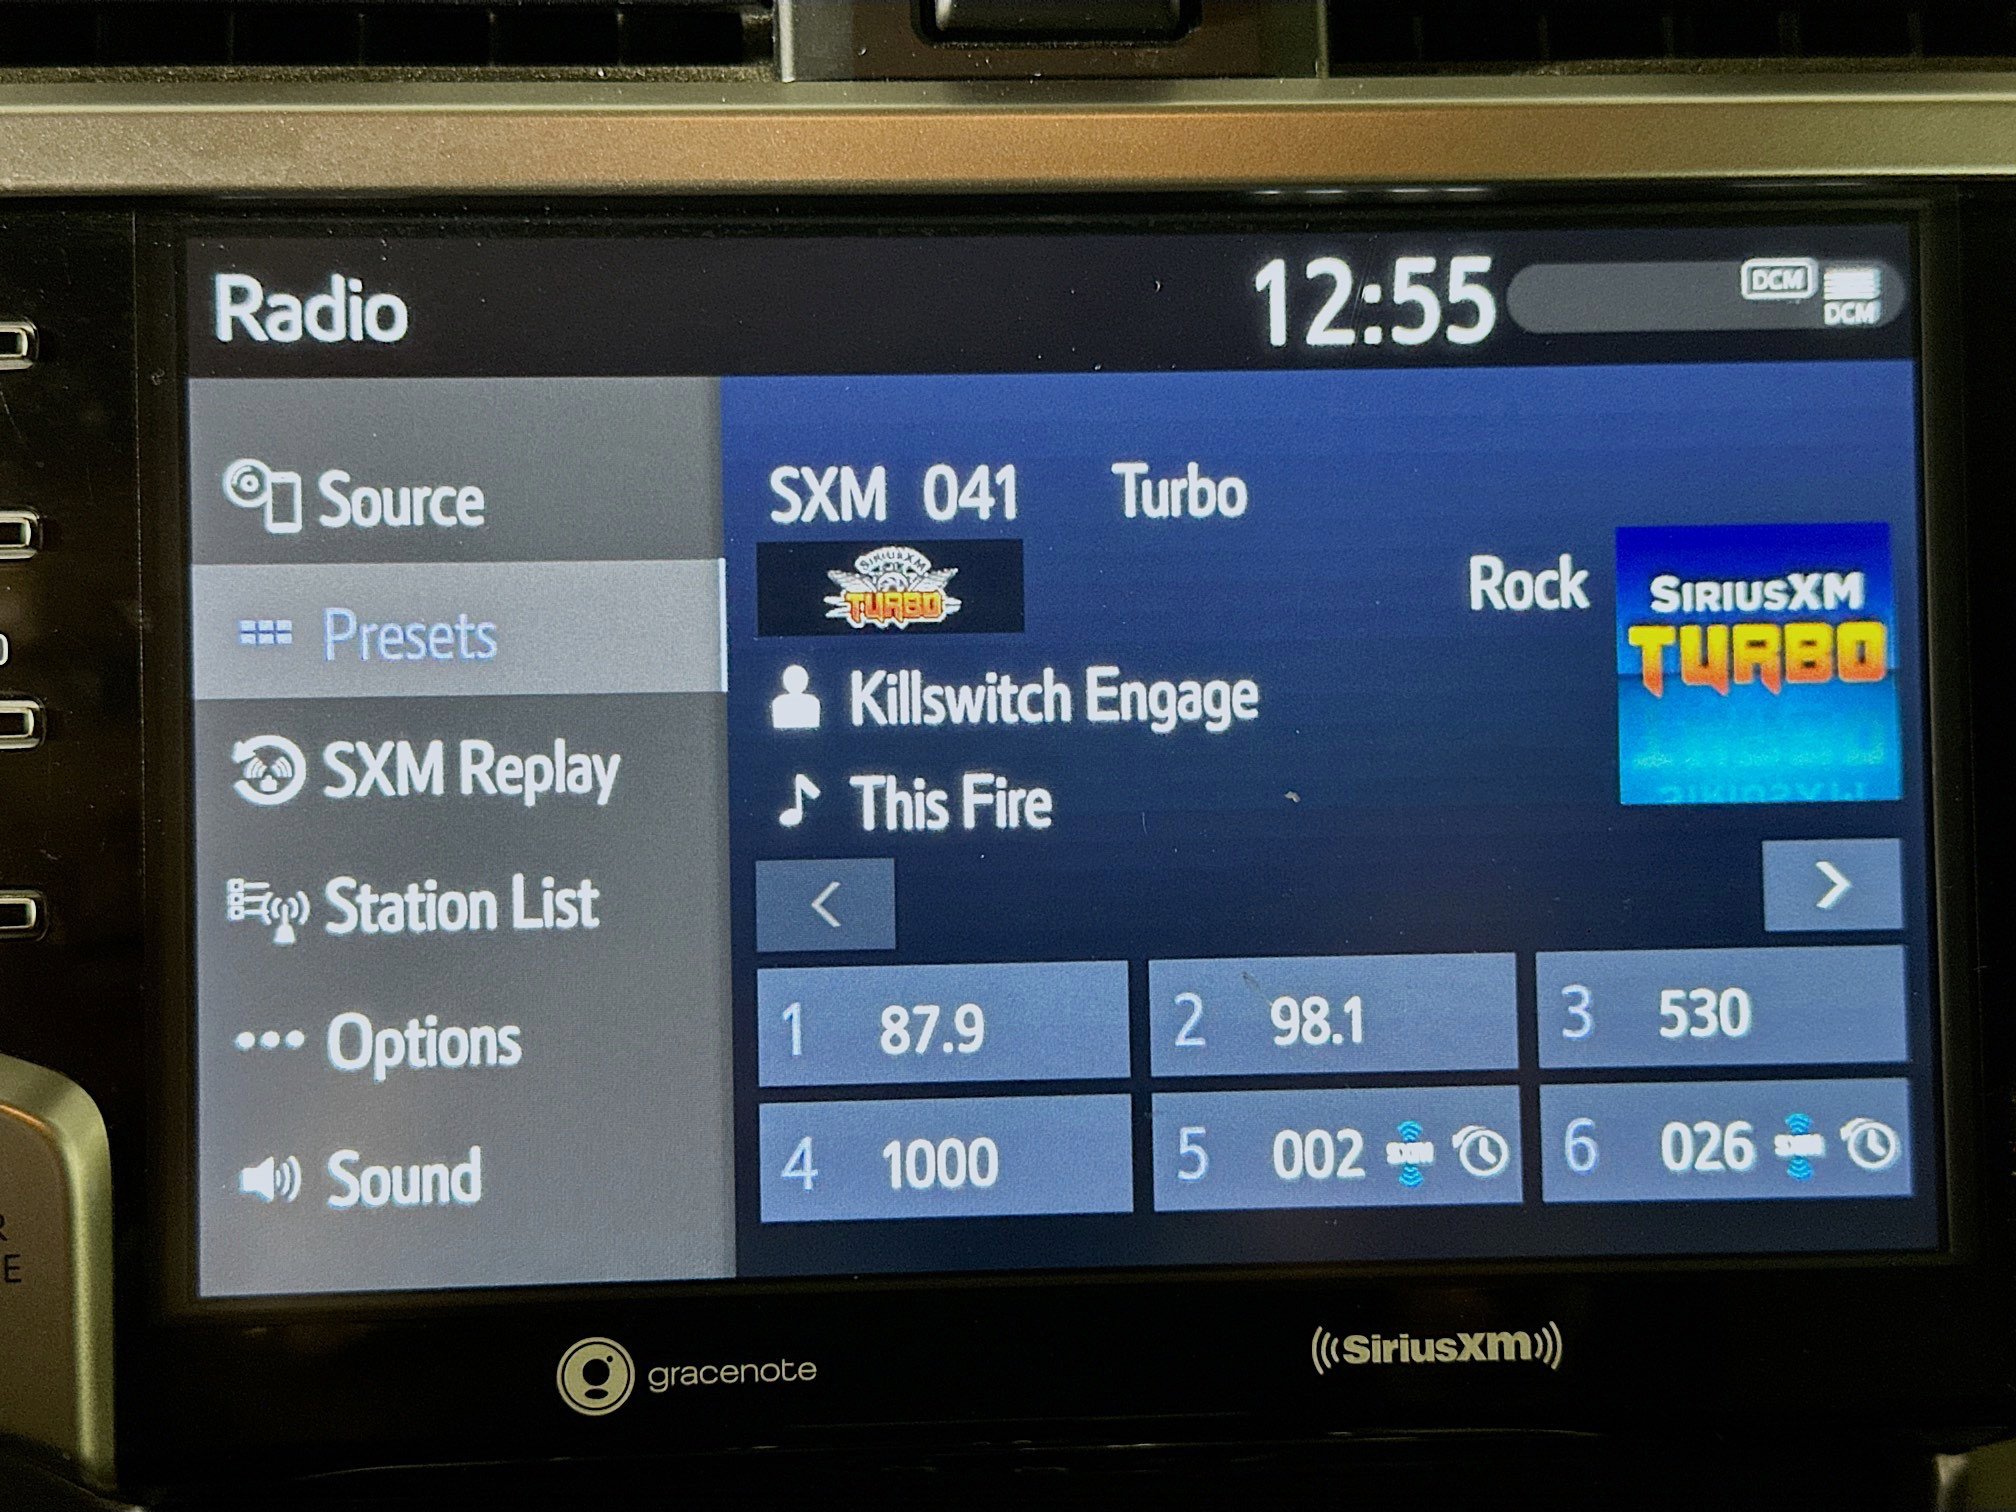 Radio
12:55
DCM
DCM
Source
Presets
SXM Replay
Station List
Options
Sound
SXM 041 Turbo
SIRIUSXM
TURBO
Rock
SIRIUSXM
TURBO
Killswitch Engage
This Fire
1 87.9
2 98.1
3 530
4 1000
5 002 SXM
6 026 SXM
gracenote
SiriusXm
E